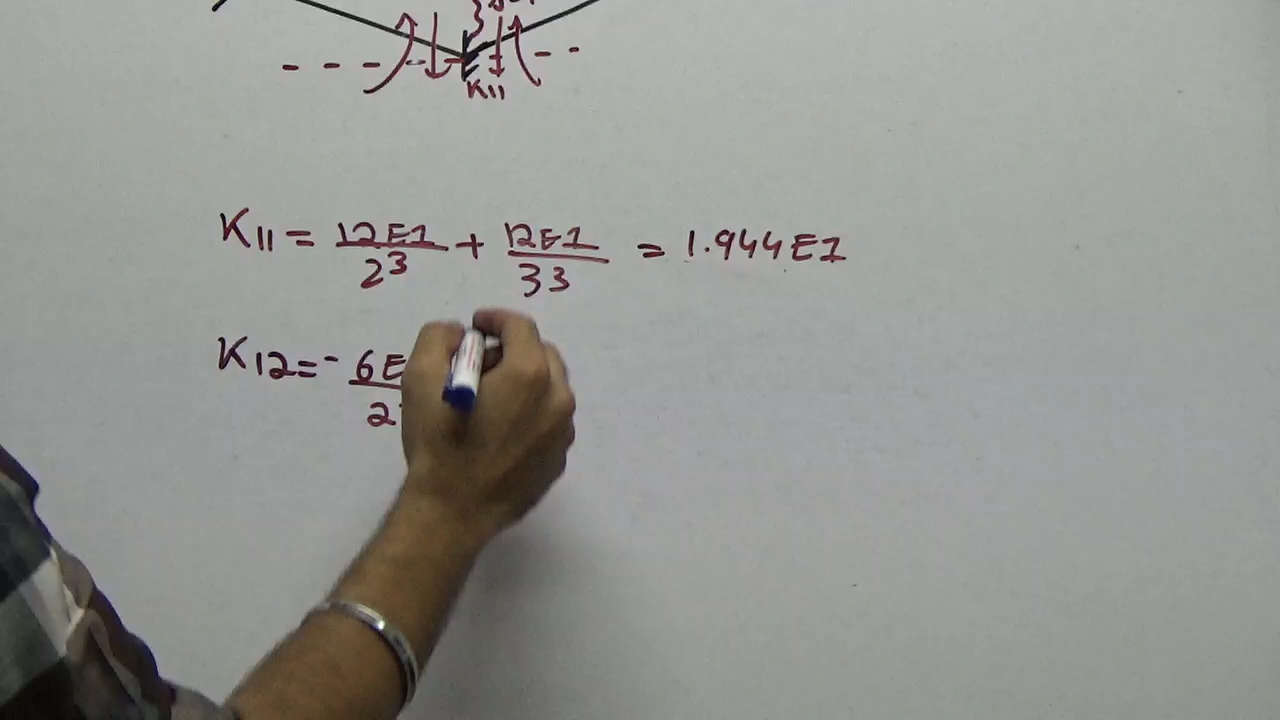 K11
K11 = 12EI/2³ + 12EI/3³ = 1.944EI
K12 = - 6E
2